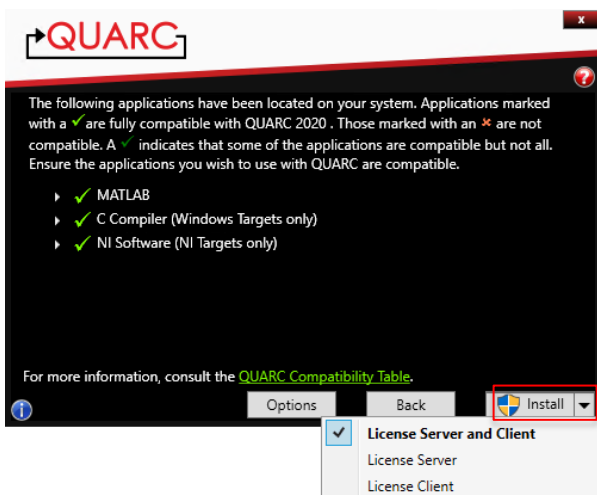 QUARC
x
?
The following applications have been located on your system. Applications marked
with a ✓ are fully compatible with QUARC 2020 . Those marked with an × are not
compatible. A ✓ indicates that some of the applications are compatible but not all.
Ensure the applications you wish to use with QUARC are compatible.
MATLAB
C Compiler (Windows Targets only)
NI Software (NI Targets only)
For more information, consult the QUARC Compatibility Table.
i
Options
Back
Install
License Server and Client
License Server
License Client